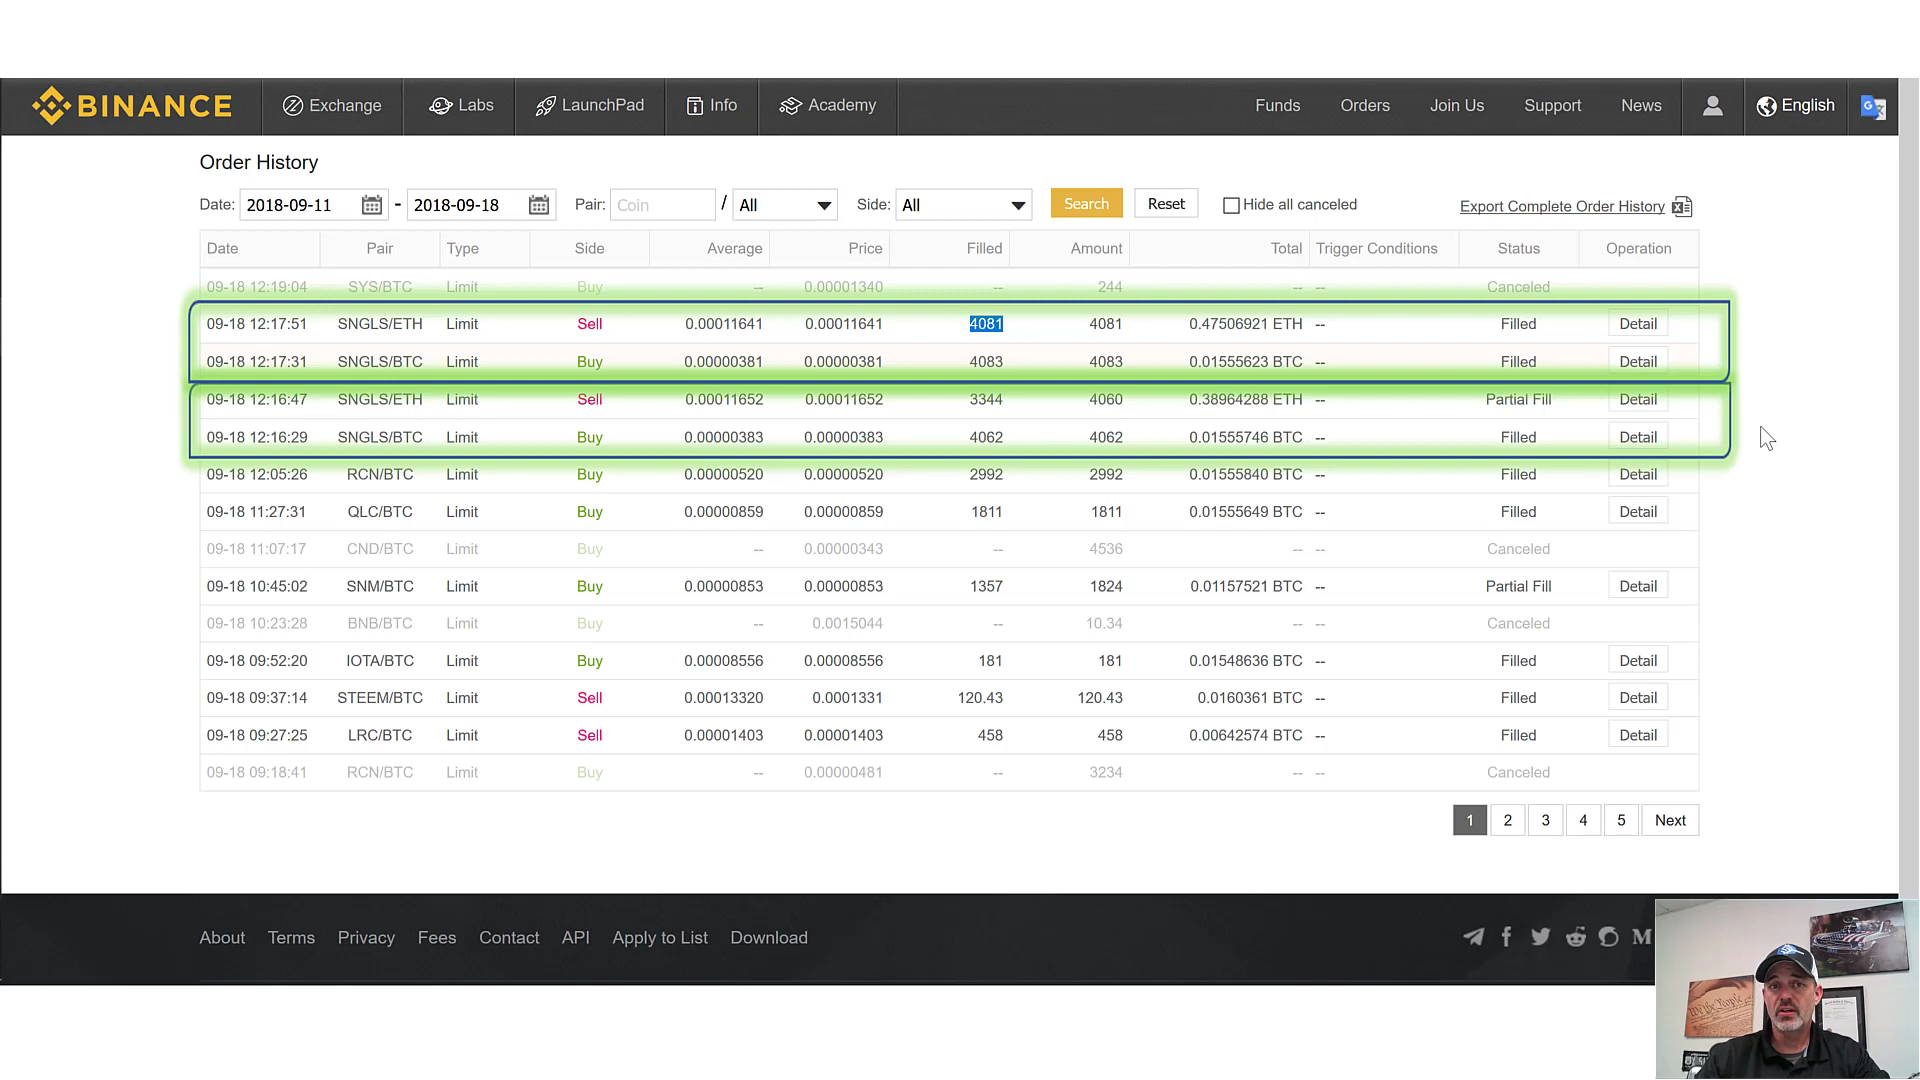 BINANCE Exchange Labs LaunchPad Info Academy Funds Orders Join Us Support News English
Order History
Date: 2018-09-11 - 2018-09-18 Pair: Coin / All Side: All Search Reset Hide all canceled Export Complete Order History
Date Pair Type Side Average Price Filled Amount Total Trigger Conditions Status Operation
09-18 12:19:04 SYS/BTC Limit Buy -- 0.00001340 -- 244 -- -- Canceled
09-18 12:17:51 SNGLS/ETH Limit Sell 0.00011641 0.00011641 4081 4081 0.47506921 ETH -- Filled Detail
09-18 12:17:31 SNGLS/BTC Limit Buy 0.00000381 0.00000381 4083 4083 0.01555623 BTC -- Filled Detail
09-18 12:16:47 SNGLS/ETH Limit Sell 0.00011652 0.00011652 3344 4060 0.38964288 ETH -- Partial Fill Detail
09-18 12:16:29 SNGLS/BTC Limit Buy 0.00000383 0.00000383 4062 4062 0.01555746 BTC -- Filled Detail
09-18 12:05:26 RCN/BTC Limit Buy 0.00000520 0.00000520 2992 2992 0.01555840 BTC -- Filled Detail
09-18 11:27:31 QLC/BTC Limit Buy 0.00000859 0.00000859 1811 1811 0.01555649 BTC -- Filled Detail
09-18 11:07:17 CND/BTC Limit Buy -- 0.00000343 -- 4536 -- -- Canceled
09-18 10:45:02 SNM/BTC Limit Buy 0.00000853 0.00000853 1357 1824 0.01157521 BTC -- Partial Fill Detail
09-18 10:23:28 BNB/BTC Limit Buy -- 0.0015044 -- 10.34 -- -- Canceled
09-18 09:52:20 IOTA/BTC Limit Buy 0.00008556 0.00008556 181 181 0.01548636 BTC -- Filled Detail
09-18 09:37:14 STEEM/BTC Limit Sell 0.00013320 0.0001331 120.43 120.43 0.0160361 BTC -- Filled Detail
09-18 09:27:25 LRC/BTC Limit Sell 0.00001403 0.00001403 458 458 0.00642574 BTC -- Filled Detail
09-18 09:18:41 RCN/BTC Limit Buy -- 0.00000481 -- 3234 -- -- Canceled
1 2 3 4 5 Next
About Terms Privacy Fees Contact API Apply to List Download
We the People